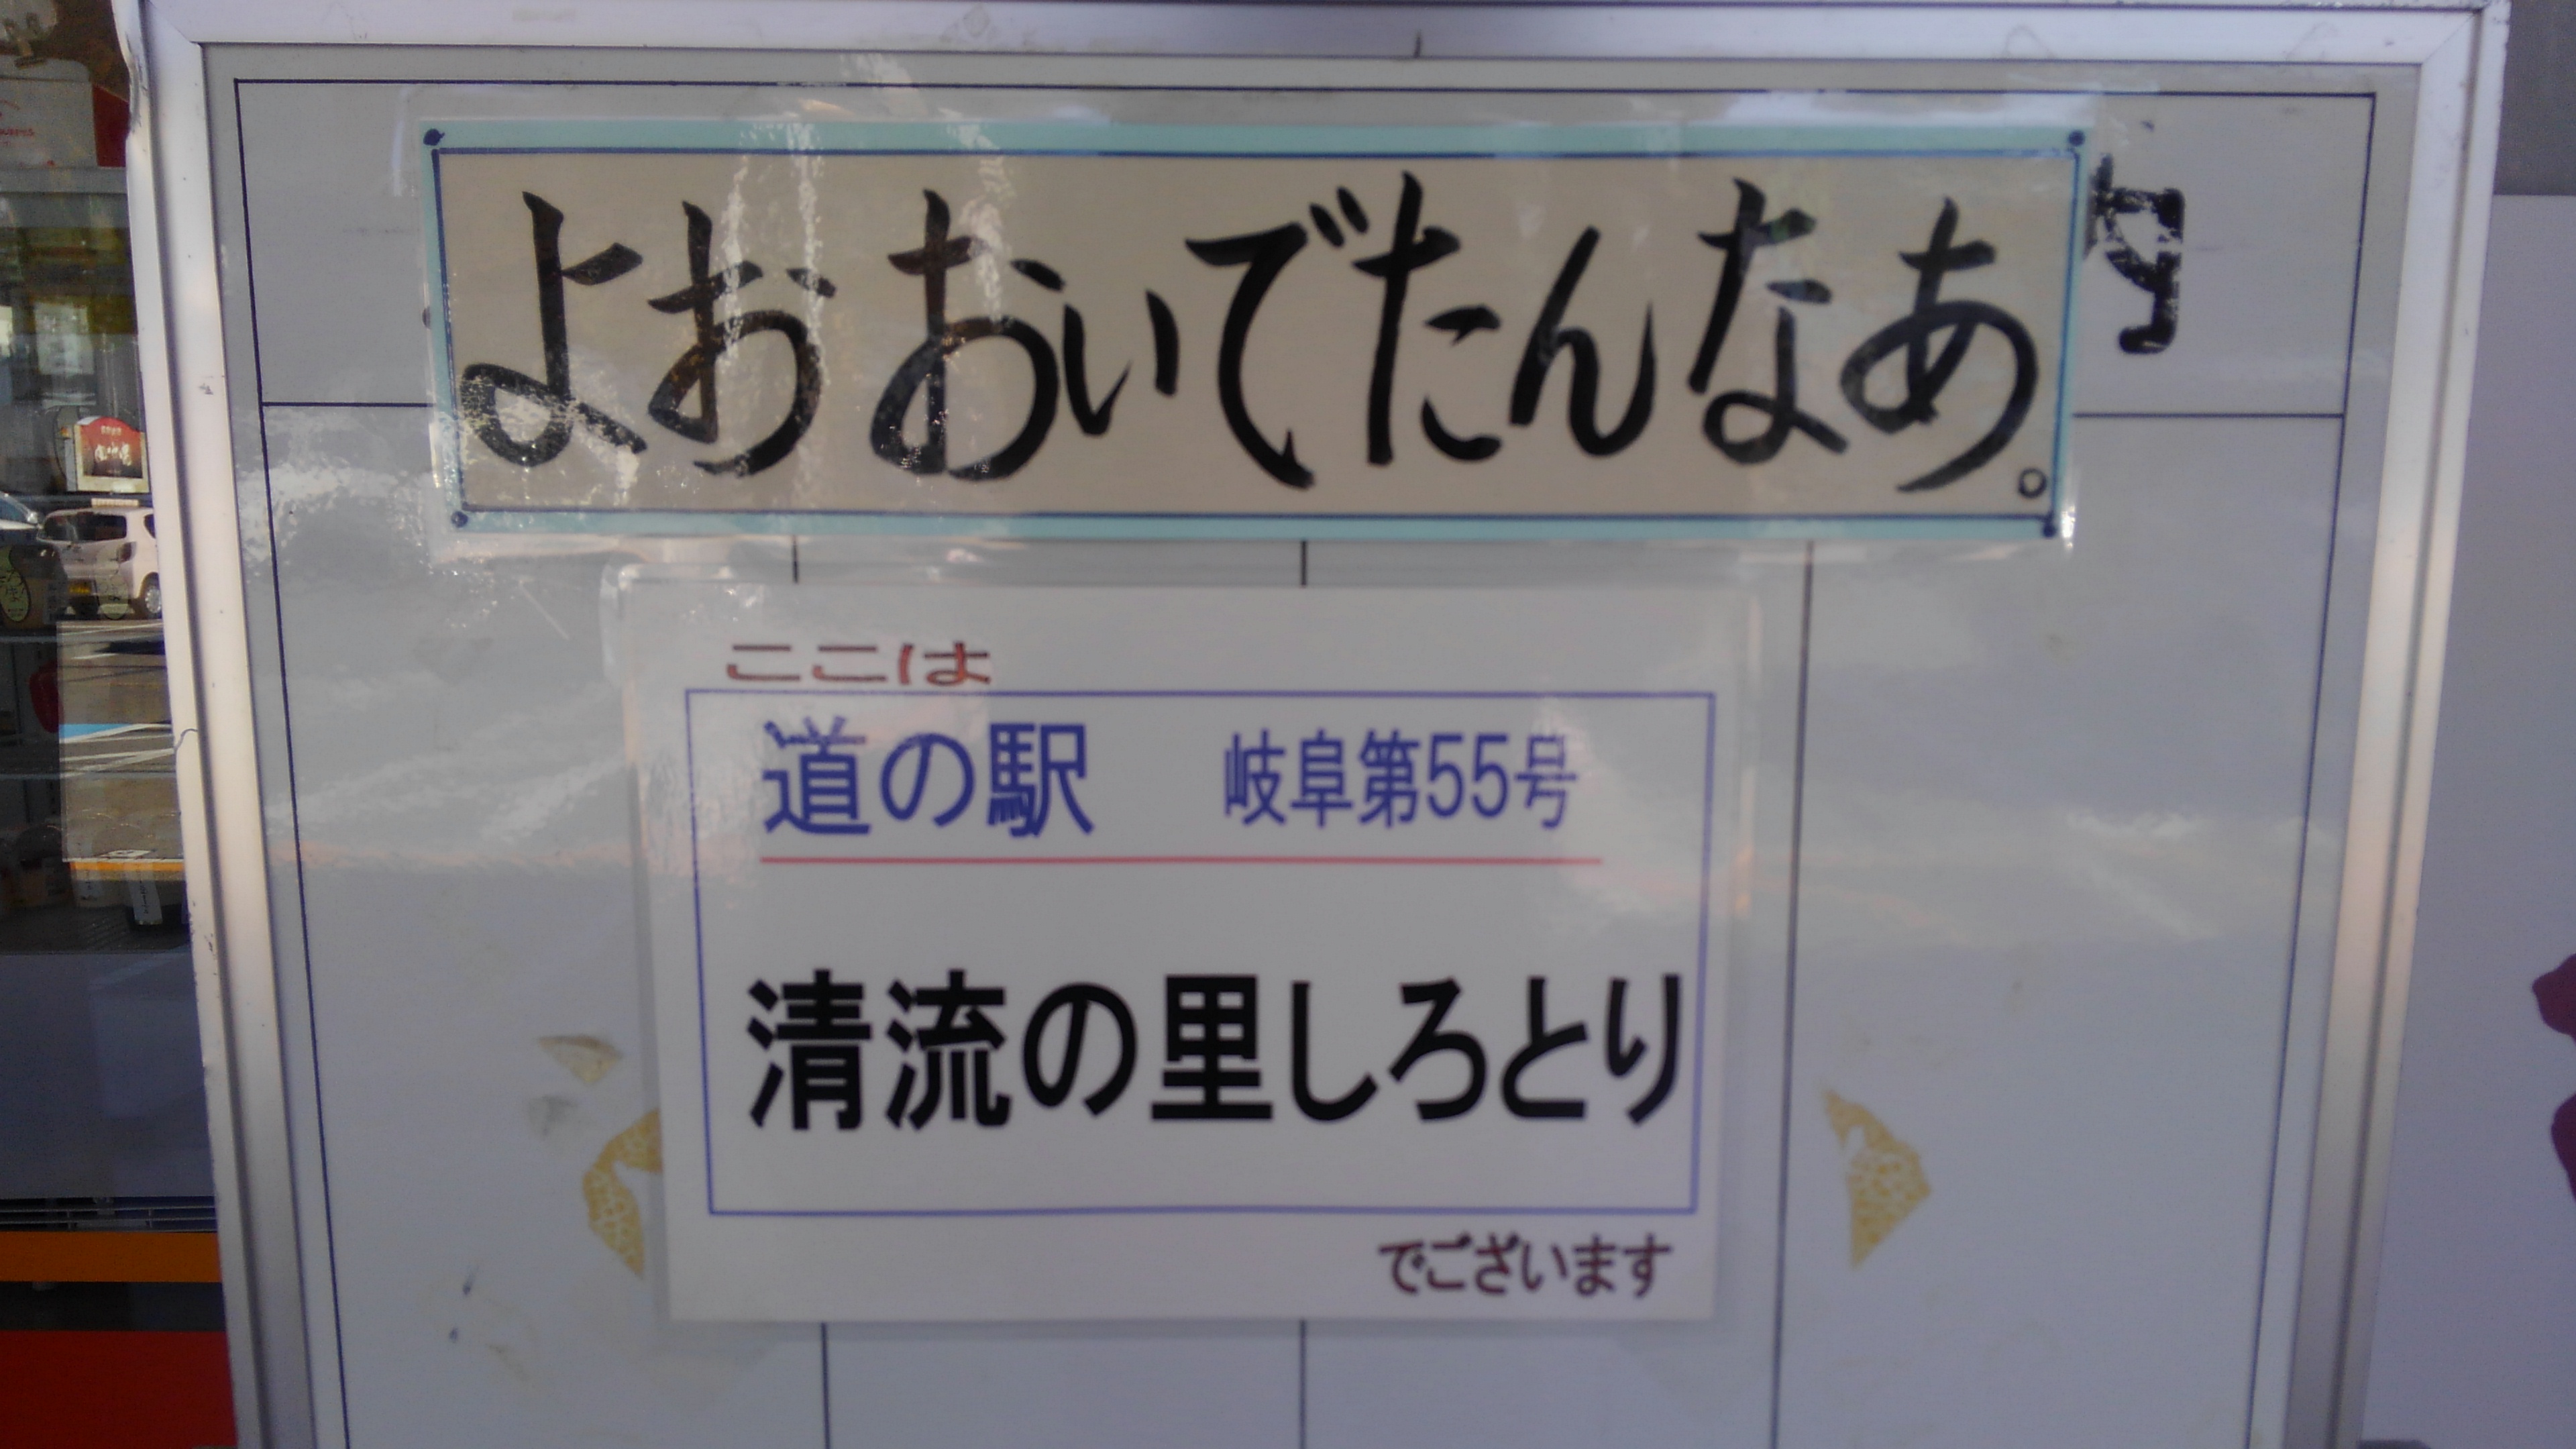 よおおいでたんなあ。
ここは
道の駅 岐阜第55号
清流の里しろとり
でございます